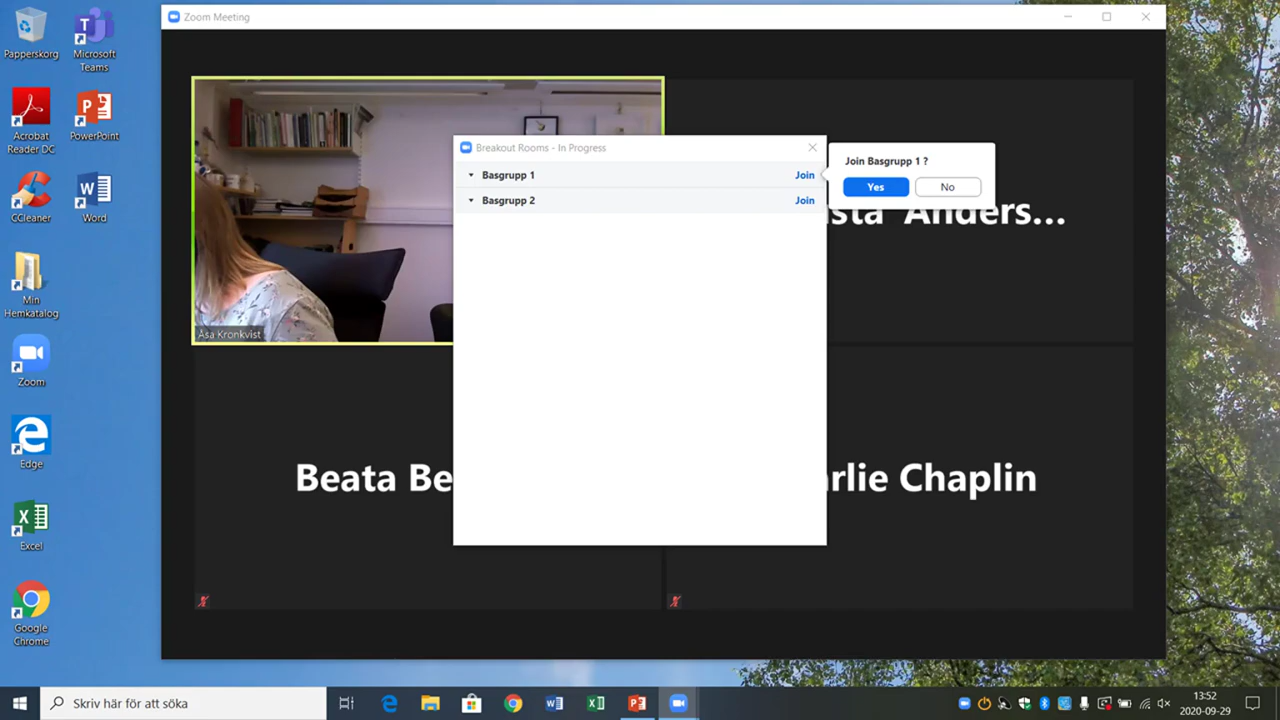 Zoom Meeting
Papperskorg
Microsoft
Teams
Acrobat
Reader DC
PowerPoint
CCleaner
Word
Min
Hemkatalog
Zoom
Edge
Excel
Google
Chrome
Åsa Kronkvist
Breakout Rooms - In Progress
Basgrupp 1
Join
Basgrupp 2
Join
Join Basgrupp 1 ?
Yes
No
Anders...
Beata Be
Chaplin
Skriv här för att söka
13:52
2020-09-29